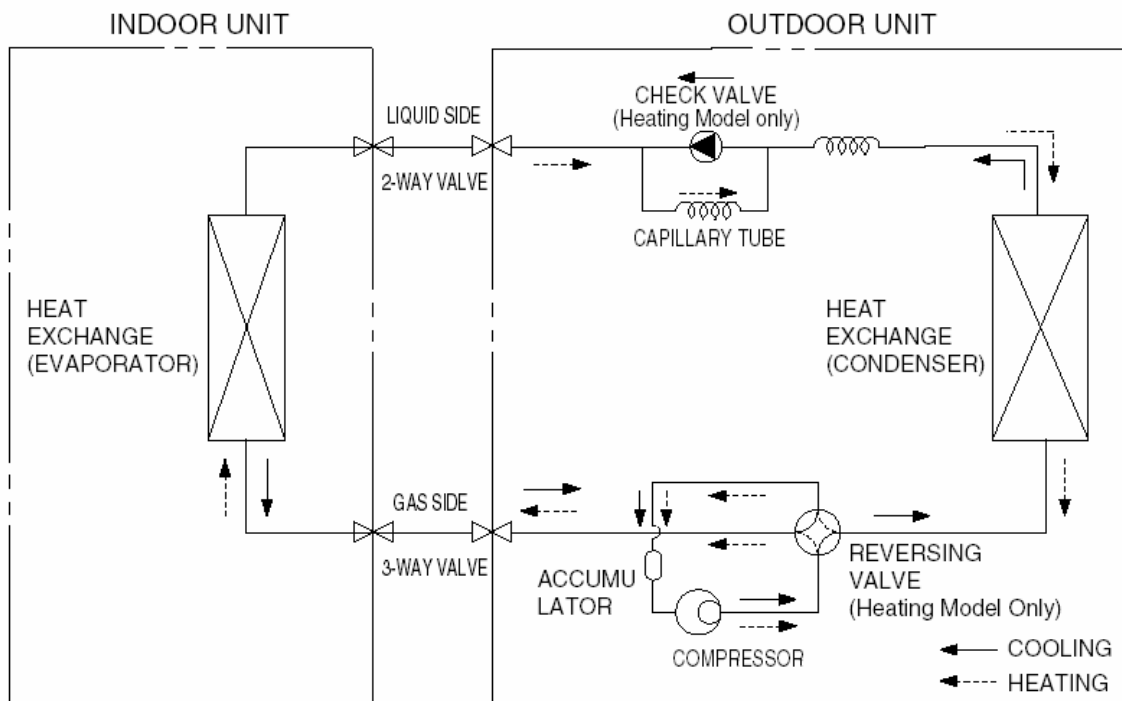 INDOOR UNIT
OUTDOOR UNIT
LIQUID SIDE
2-WAY VALVE
CHECK VALVE
(Heating Model only)
CAPILLARY TUBE
HEAT
EXCHANGE
(EVAPORATOR)
HEAT
EXCHANGE
(CONDENSER)
GAS SIDE
3-WAY VALVE
ACCUMU
LATOR
COMPRESSOR
REVERSING
VALVE
(Heating Model Only)
COOLING
HEATING